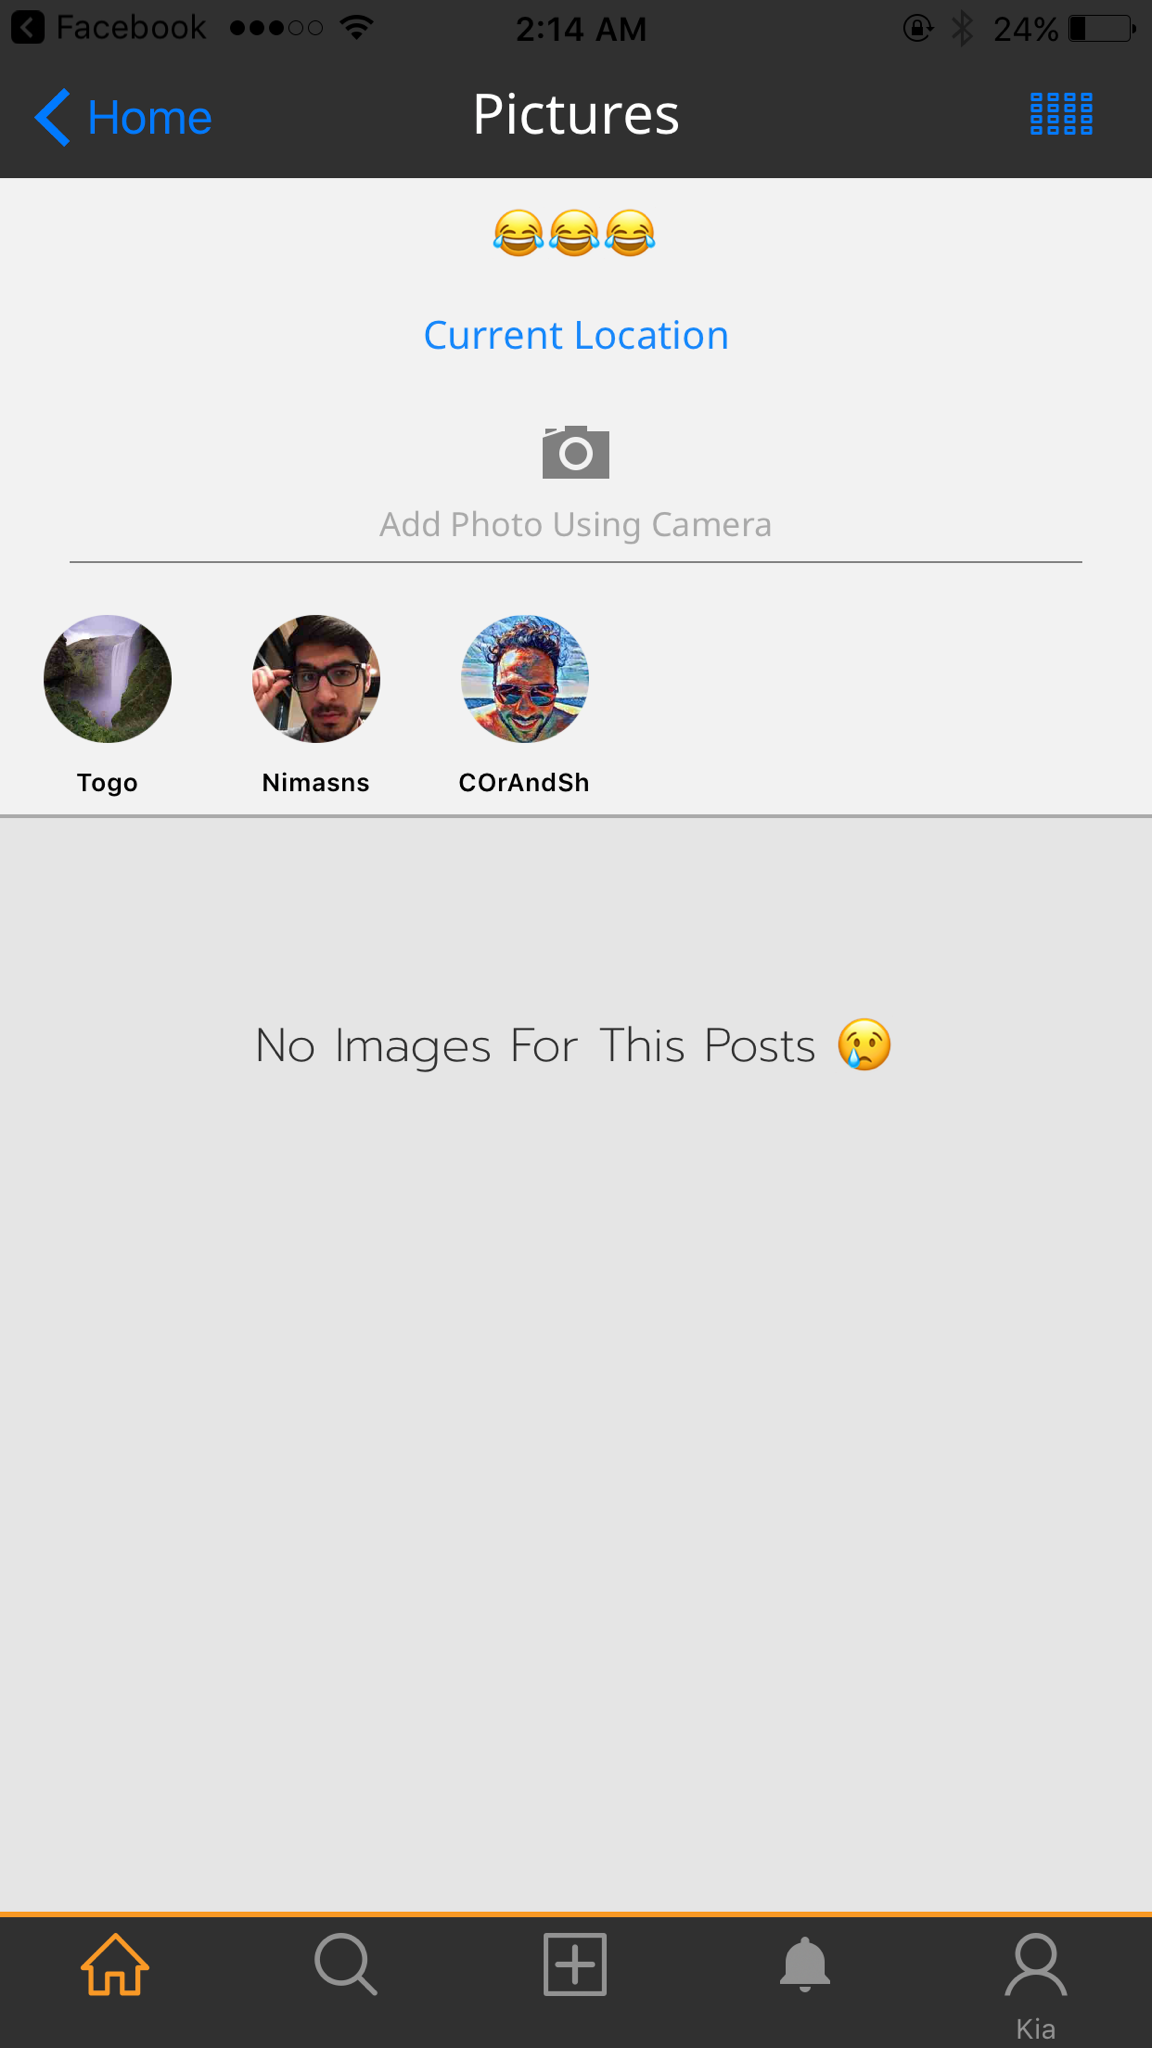 Facebook 2:14 AM 24%
Home Pictures
😂😂😂
Current Location
Add Photo Using Camera
Togo Nimasns COrAndSh
No Images For This Posts 😢
Kia